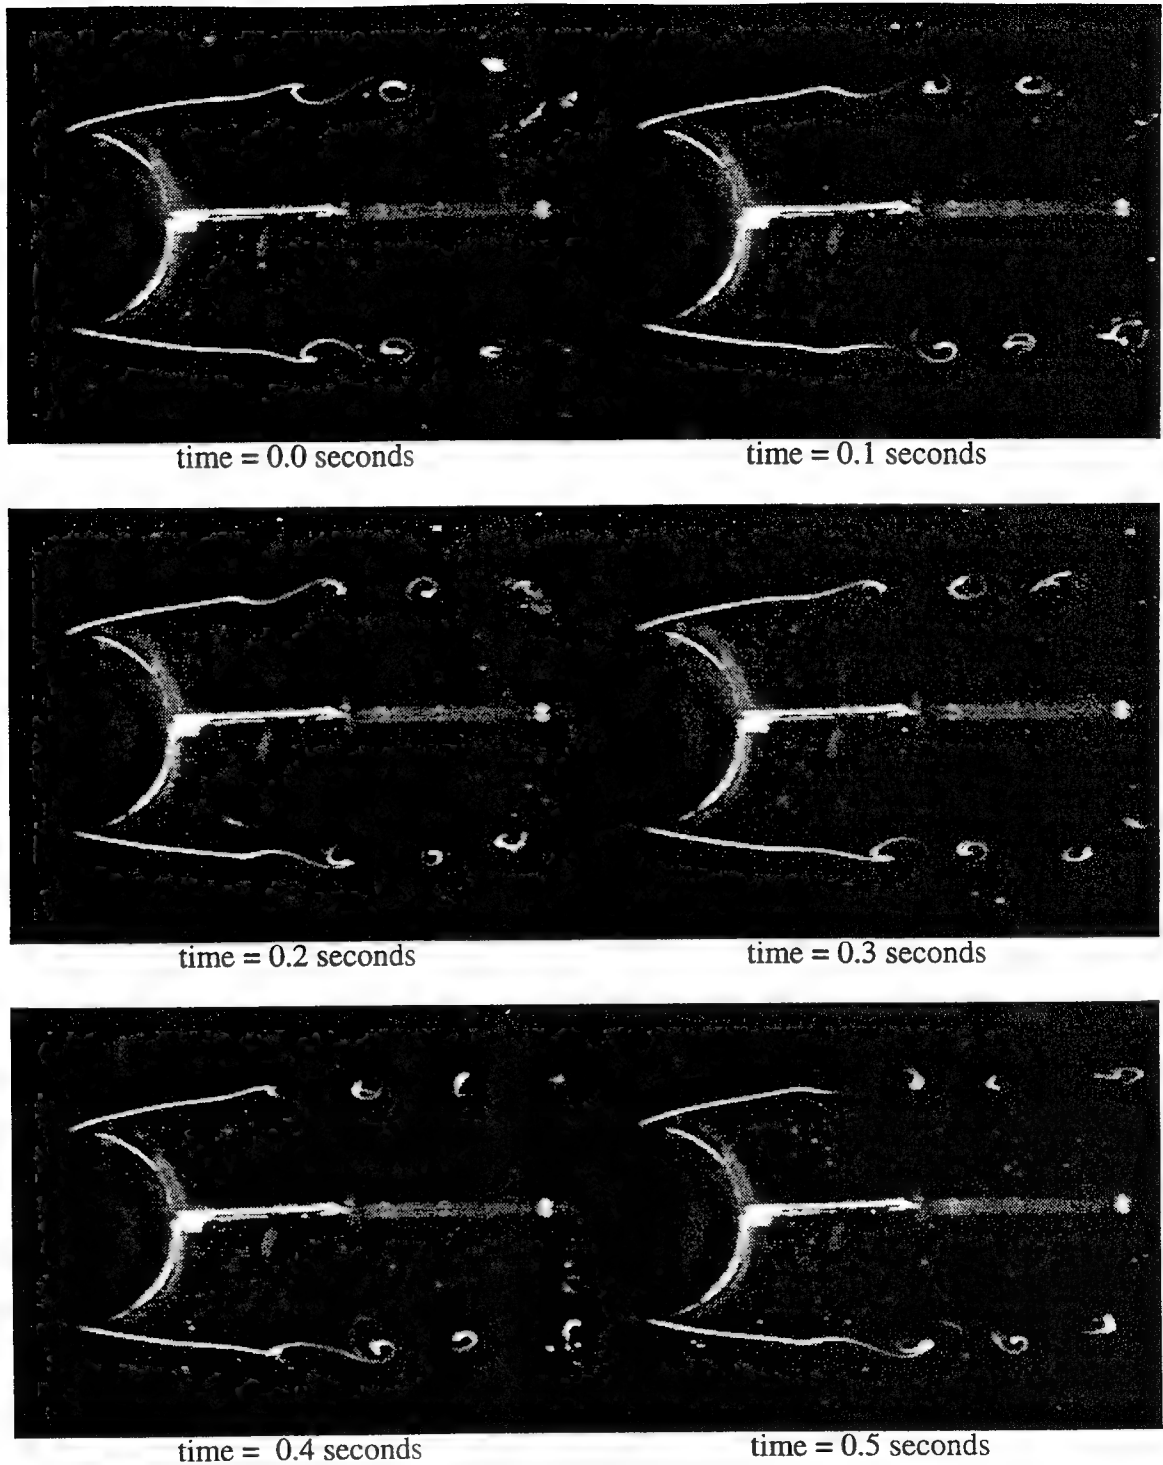 time = 0.0 seconds
time = 0.1 seconds
time = 0.2 seconds
time = 0.3 seconds
time = 0.4 seconds
time = 0.5 seconds